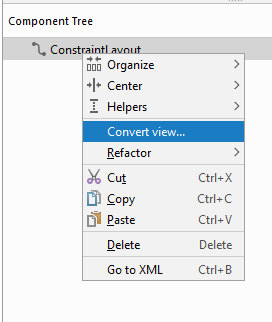 Component Tree
ConstraintLayout
Organize
Center
Helpers
Convert view...
Refactor
Cut Ctrl+X
Copy Ctrl+C
Paste Ctrl+V
Delete Delete
Go to XML Ctrl+B